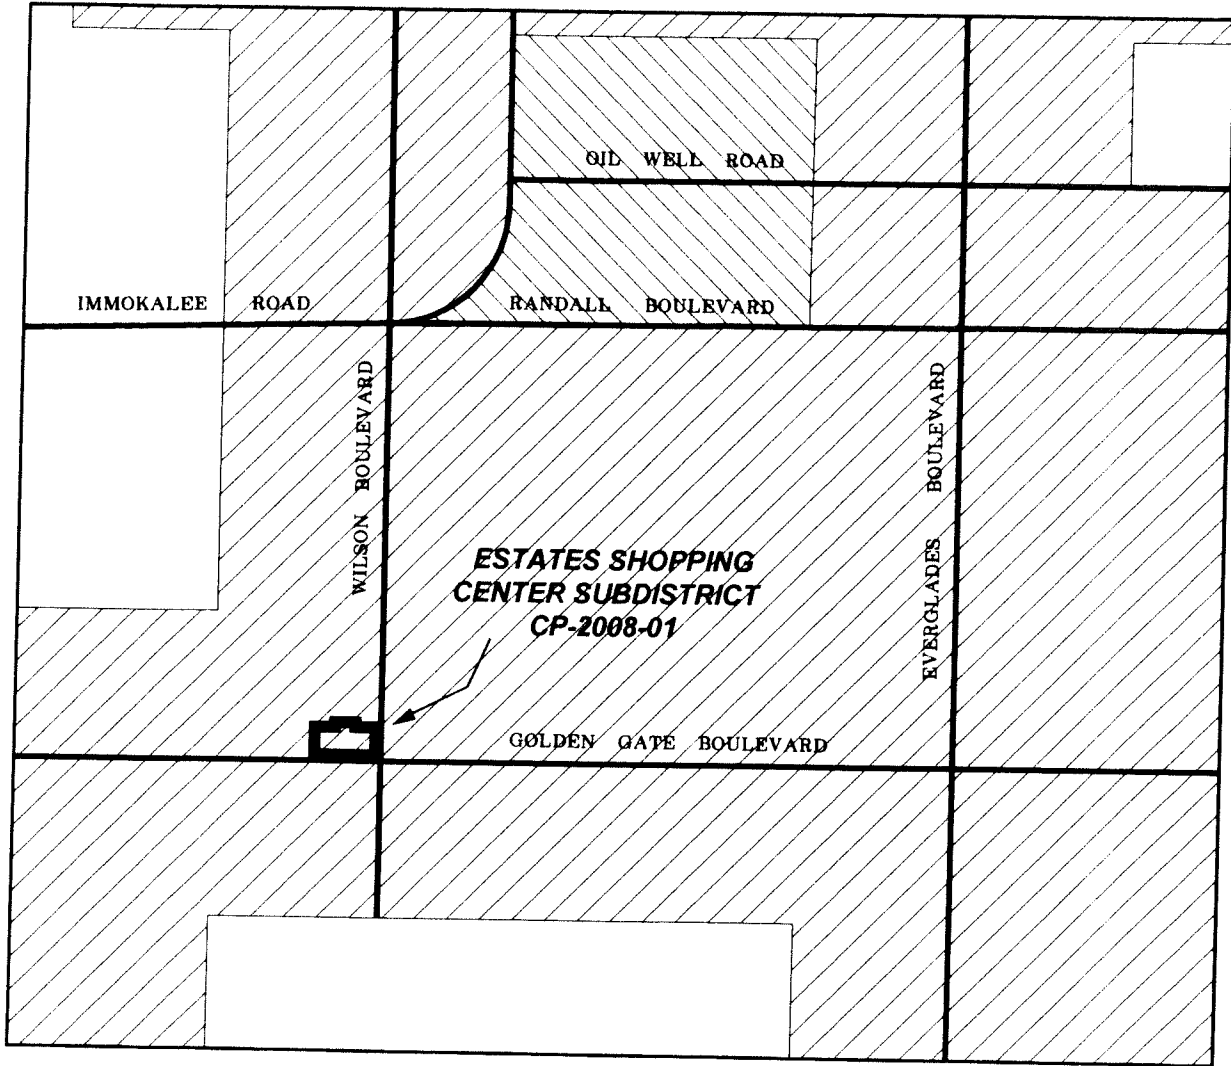 OIL WELL ROAD
IMMOKALEE ROAD
RANDALL BOULEVARD
WILSON BOULEVARD
EVERGLADES BOULEVARD
ESTATES SHOPPING
CENTER SUBDISTRICT
CP-2008-01
GOLDEN GATE BOULEVARD